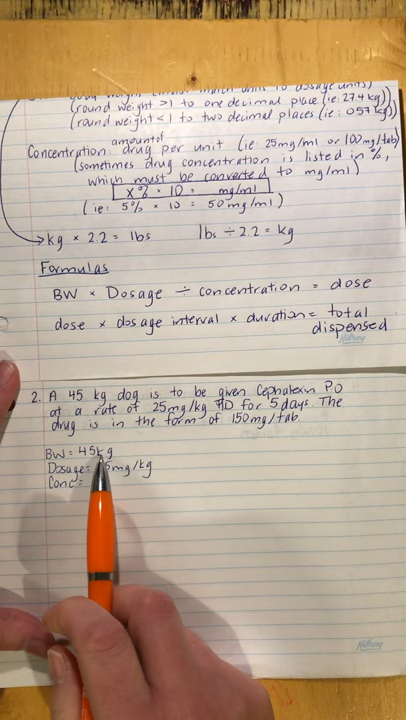 (round weight >1 to one decimal place (ie: 27.4 kg))
(round weight <1 to two decimal places (ie: 0.57 kg))
amount of
Concentration: drug per unit (ie: 25mg/ml or 100mg/tab)
(sometimes drug concentration is listed in %,
which must be converted to mg/ml)
x% × 10 = mg/ml
(ie: 5% × 10 = 50mg/ml)
kg × 2.2 = lbs lbs ÷ 2.2 = kg
Formulas
BW × Dosage ÷ concentration = dose
dose × dosage interval × duration = total
dispensed
Hilroy
2. A 45 kg dog is to be given Cephalexin PO
at a rate of 25mg/kg TID for 5 days. The
drug is in the form of 150mg/tab.
BW = 45kg
Dosage = 5mg/kg
Conc =
Hilroy